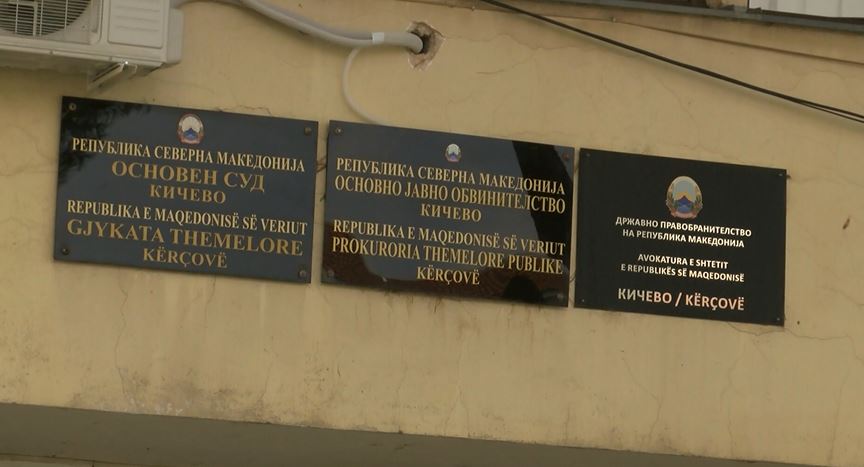 РЕПУБЛИКА СЕВЕРНА МАКЕДОНИЈА
ОСНОВЕН СУД
КИЧЕВО
REPUBLIKA E MAQEDONISË SË VERIUT
GJYKATA THEMELORE
KËRÇOVË
РЕПУБЛИКА СЕВЕРНА МАКЕДОНИЈА
ОСНОВНО ЈАВНО ОБВИНИТЕЛСТВО
КИЧЕВО
REPUBLIKA E MAQEDONISË SË VERIUT
PROKURORIA THEMELORE PUBLIKE
KËRÇOVË
ДРЖАВНО ПРАВОБРАНИТЕЛСТВО
НА РЕПУБЛИКА МАКЕДОНИЈА
AVOKATURA E SHTETIT
E REPUBLIKËS SË MAQEDONISË
КИЧЕВО / KËRÇOVË